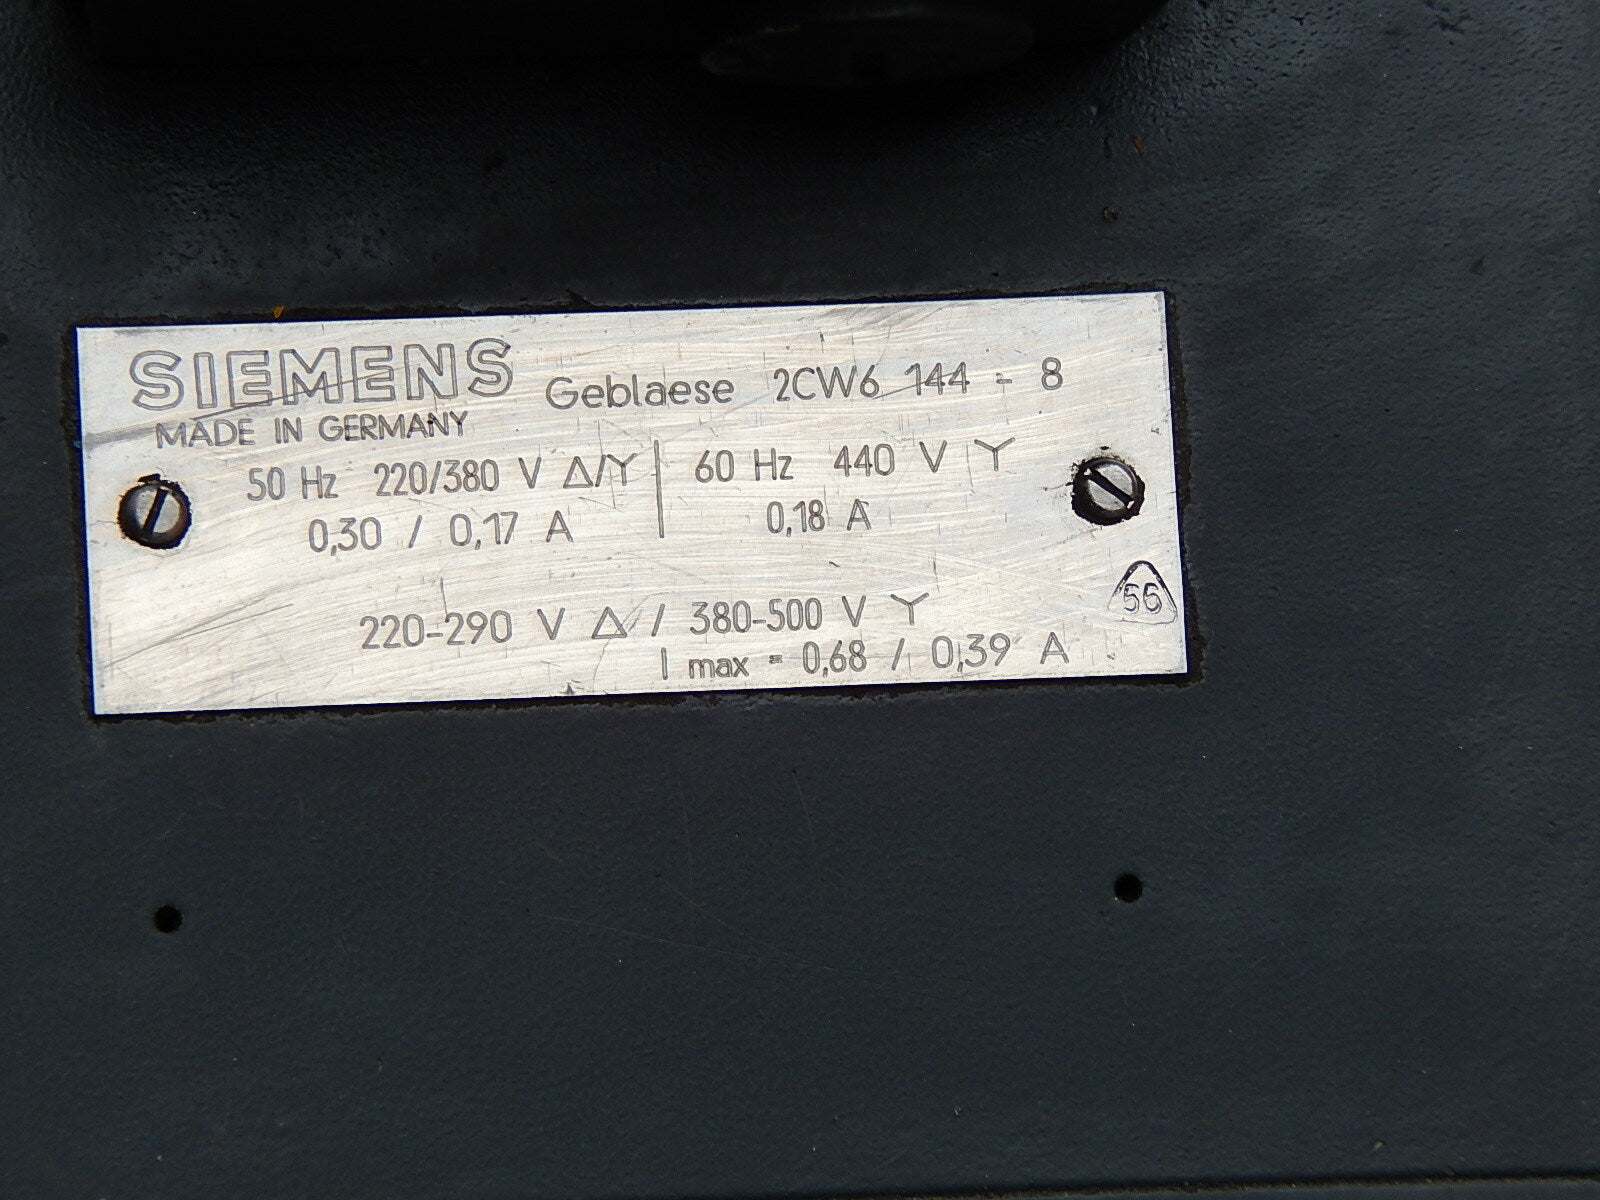 SIEMENS Geblaese 2CW6 144 - 8
MADE IN GERMANY
50 Hz 220/380 V Δ/Y | 60 Hz 440 V Y
0,30 / 0,17 A 0,18 A
56
220-290 V Δ / 380-500 V Y
I max = 0,68 / 0,39 A